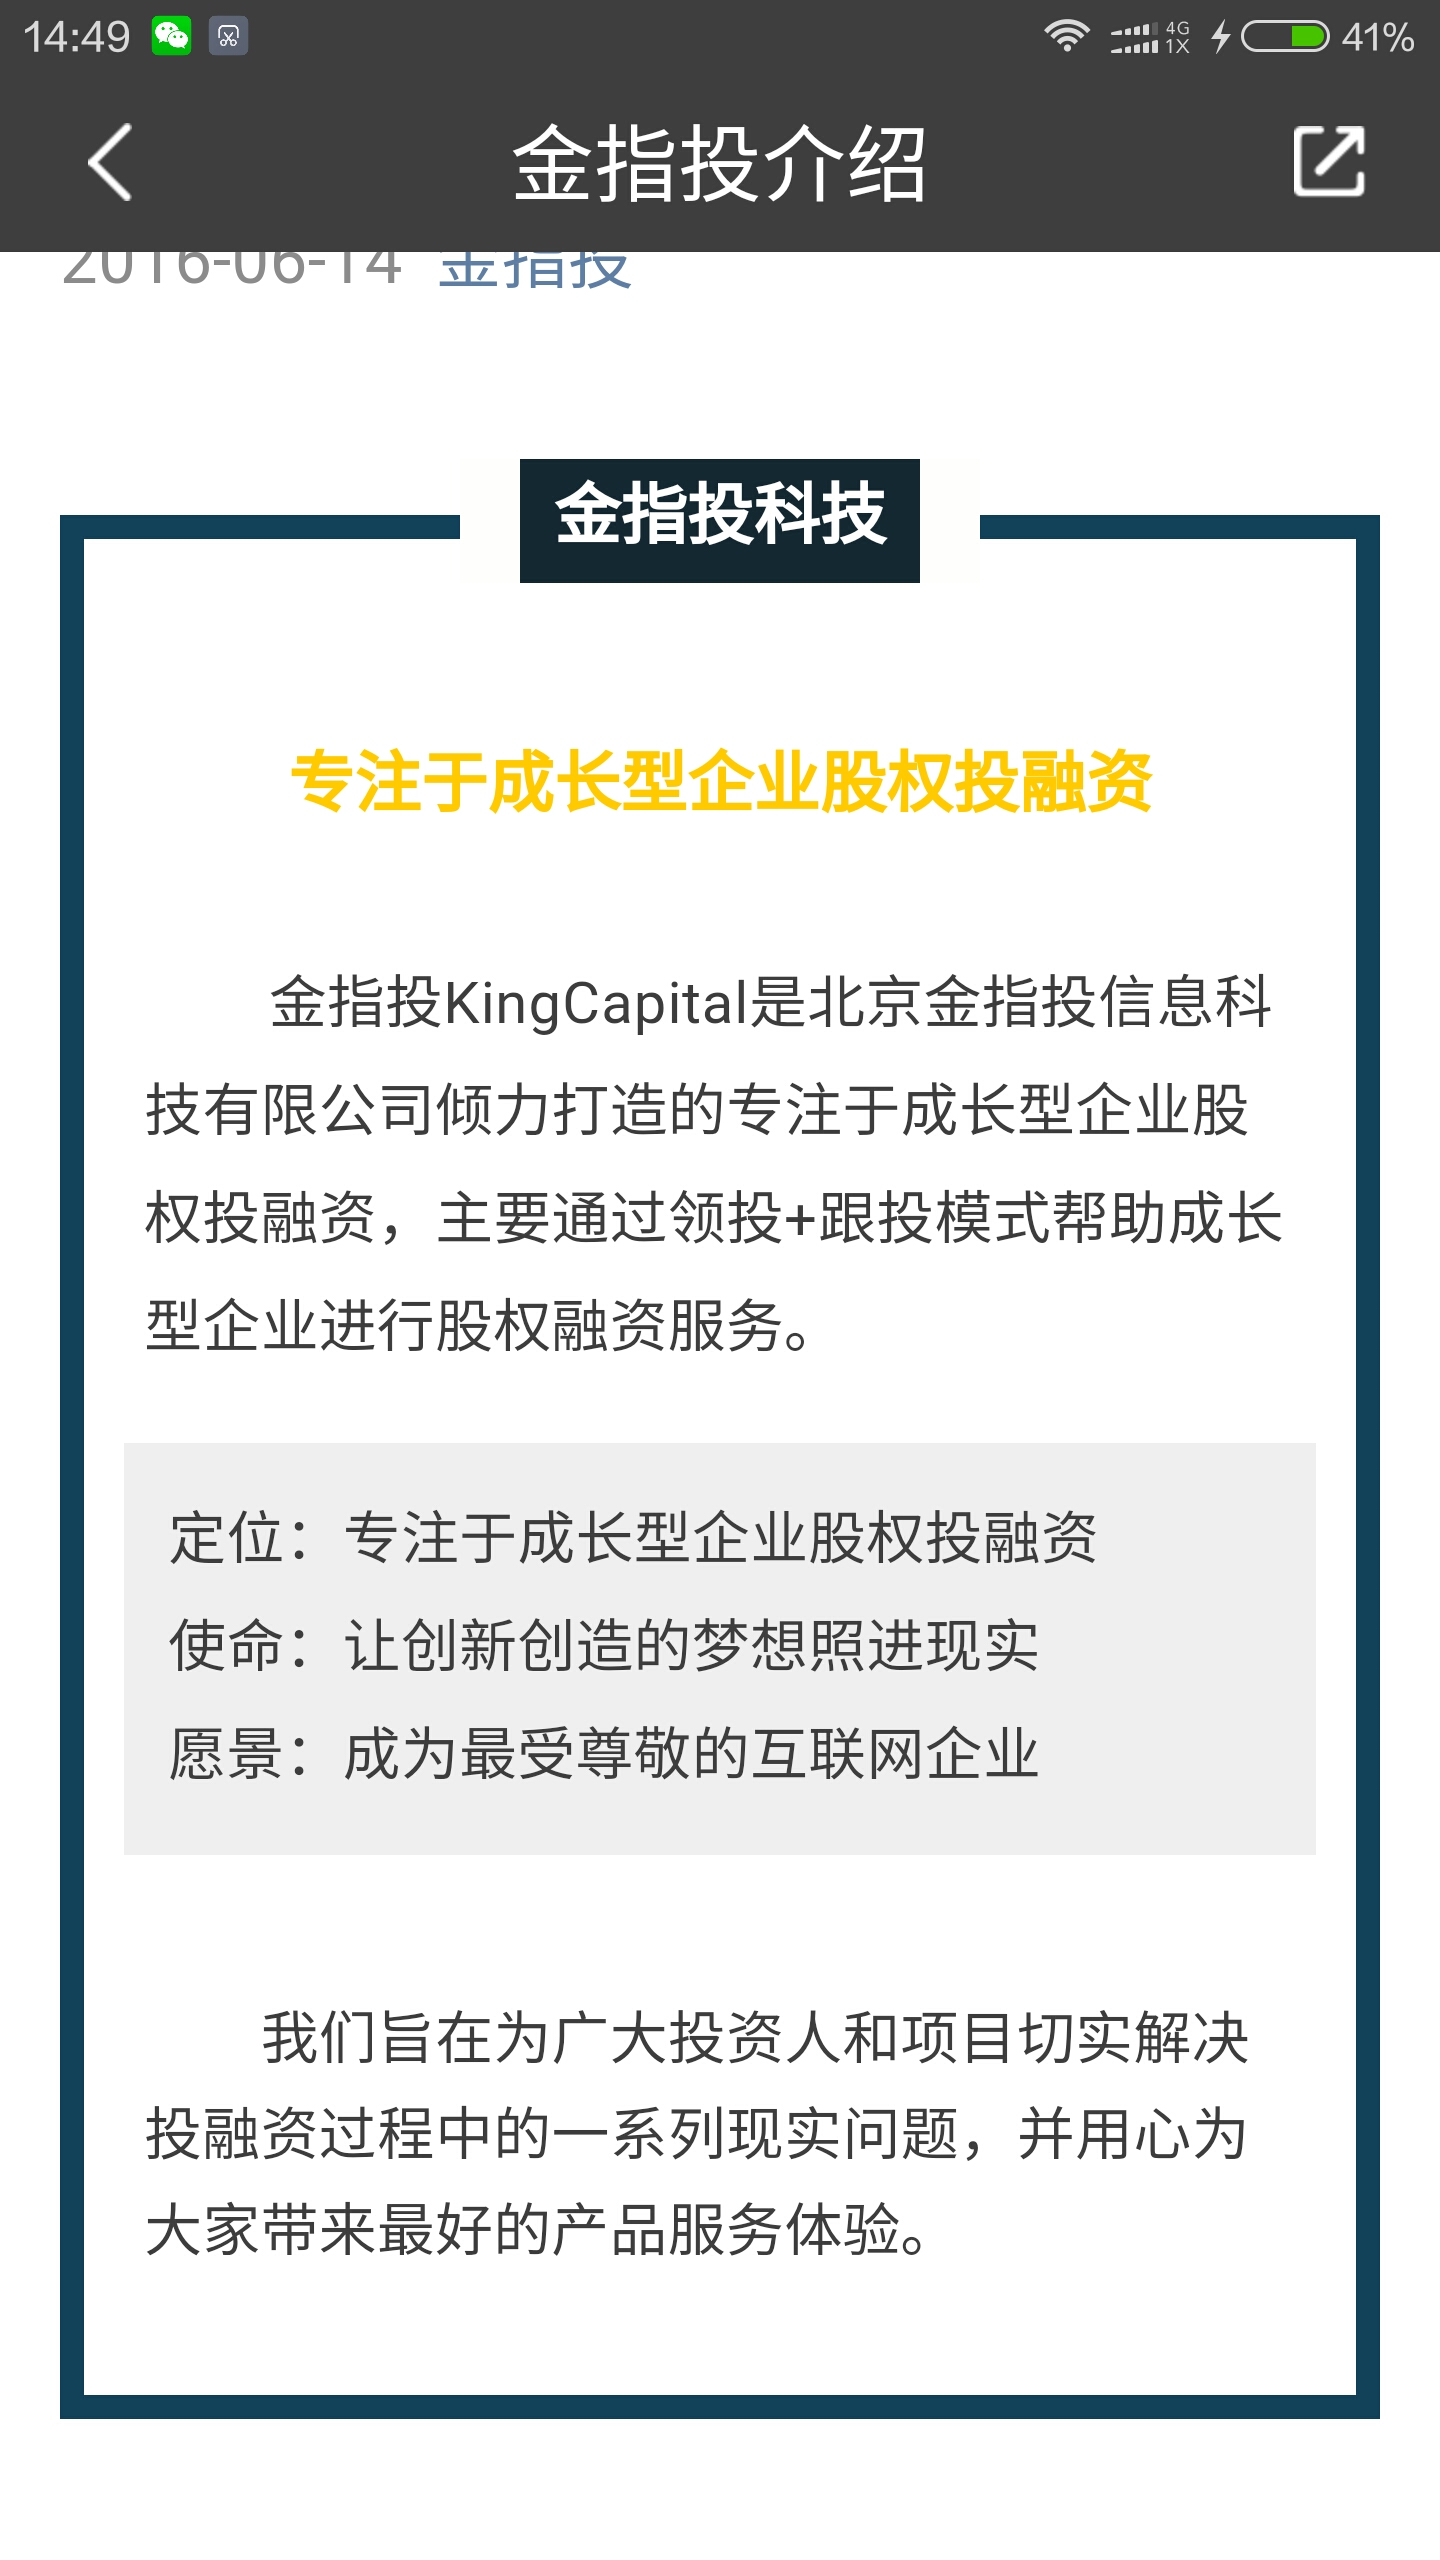 14:49
4G
1X
41%
金指投介绍
2016-06-14 金指投
金指投科技
专注于成长型企业股权投融资
金指投KingCapital是北京金指投信息科
技有限公司倾力打造的专注于成长型企业股
权投融资，主要通过领投+跟投模式帮助成长
型企业进行股权融资服务。
定位：专注于成长型企业股权投融资
使命：让创新创造的梦想照进现实
愿景：成为最受尊敬的互联网企业
我们旨在为广大投资人和项目切实解决
投融资过程中的一系列现实问题，并用心为
大家带来最好的产品服务体验。